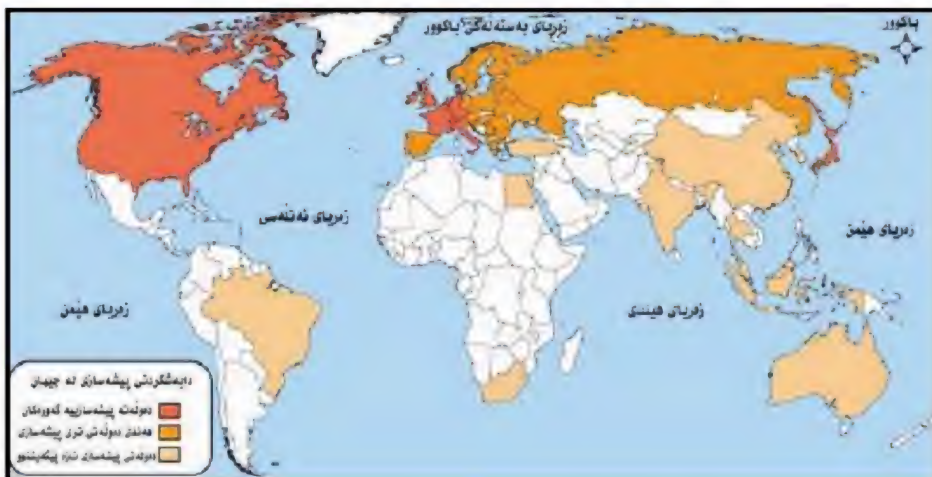 زەریای بەستەڵەکی باکوور
باکوور
زەریای ئەتڵەسی
زەریای هێمن
زەریای هێمن
زەریای هیندی
دابەشکردنی پیشەسازی لە جیهان
دەوڵەتە پیشەسازییە گەورەکان
هەندێ دەوڵەتی تری پیشەسازی
دەوڵەتی پیشەسازی تازە پێگەیشتوو